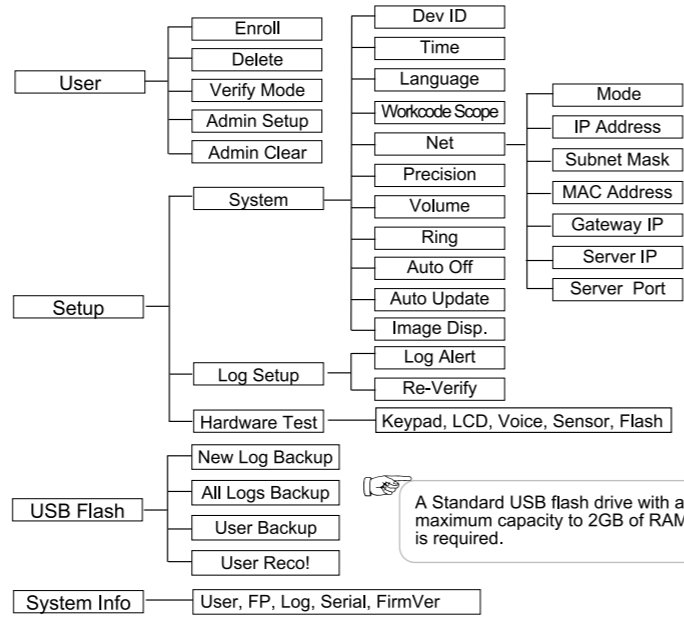 User
Enroll
Delete
Verify Mode
Admin Setup
Admin Clear
Setup
System
Dev ID
Time
Language
Workcode Scope
Net
Mode
IP Address
Subnet Mask
MAC Address
Gateway IP
Server IP
Server Port
Precision
Volume
Ring
Auto Off
Auto Update
Image Disp.
Log Setup
Log Alert
Re-Verify
Hardware Test
Keypad, LCD, Voice, Sensor, Flash
USB Flash
New Log Backup
All Logs Backup
User Backup
User Reco!
A Standard USB flash drive with a
maximum capacity to 2GB of RAM
is required.
System Info
User, FP, Log, Serial, FirmVer